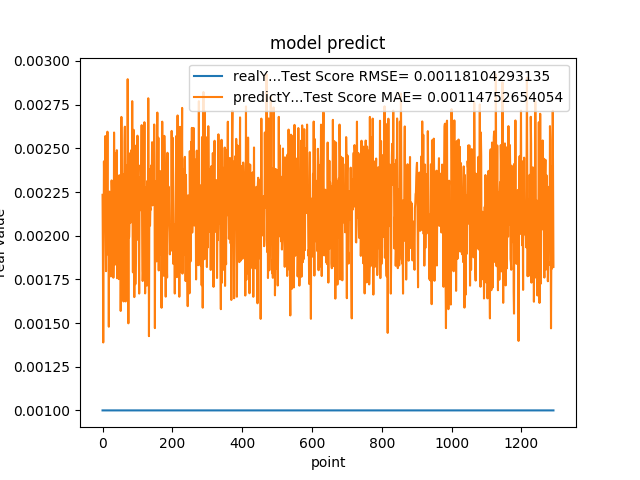 model predict
realY...Test Score RMSE= 0.00118104293135
predictY...Test Score MAE= 0.00114752654054
0.00300
0.00275
0.00250
0.00225
0.00200
0.00175
0.00150
0.00125
0.00100
real value
0 200 400 600 800 1000 1200
point